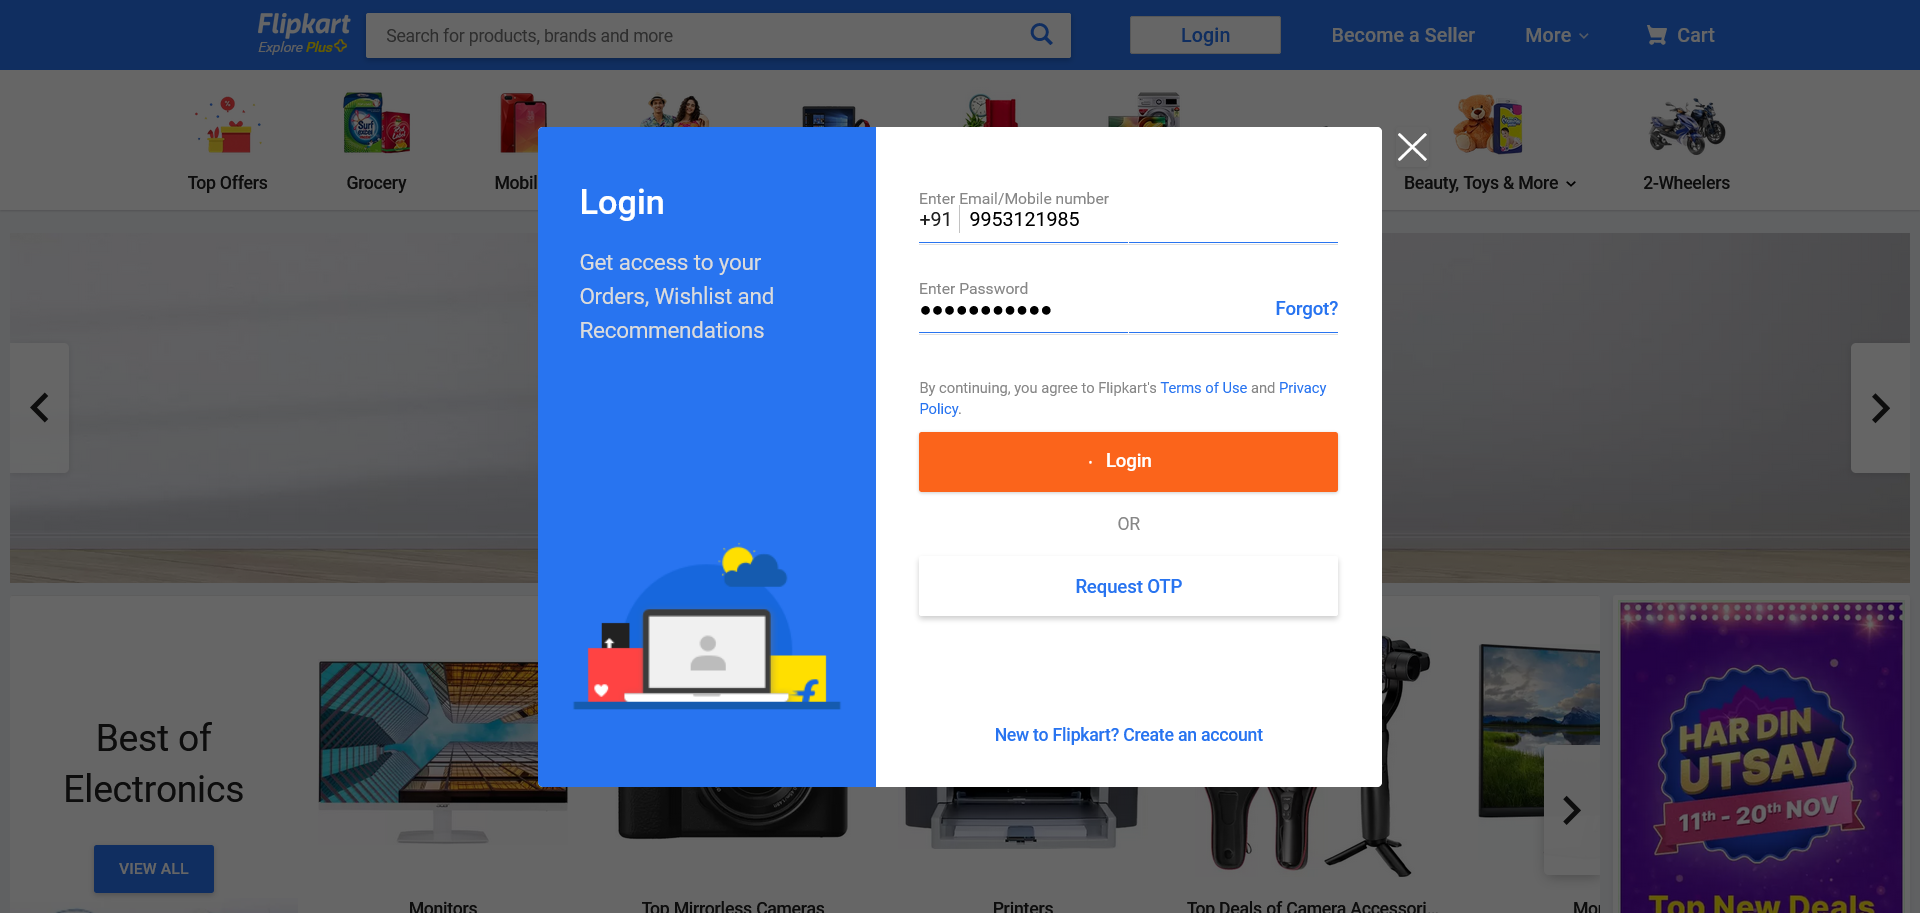 Flipkart
Explore Plus
Search for products, brands and more
Login
Become a Seller
More
Cart
Surf excel
Top Offers
Grocery
Mobil
Beauty, Toys & More
2-Wheelers
Login
Get access to your
Orders, Wishlist and
Recommendations
Enter Email/Mobile number
+91 9953121985
Enter Password
Forgot?
By continuing, you agree to Flipkart's Terms of Use and Privacy
Policy.
Login
OR
Request OTP
New to Flipkart? Create an account
Best of
Electronics
VIEW ALL
Monitors
Top Mirrorless Cameras
Printers
Top Deals of Camera Accessori...
Mo
HAR DIN
UTSAV
11th - 20th NOV
Top New Deals